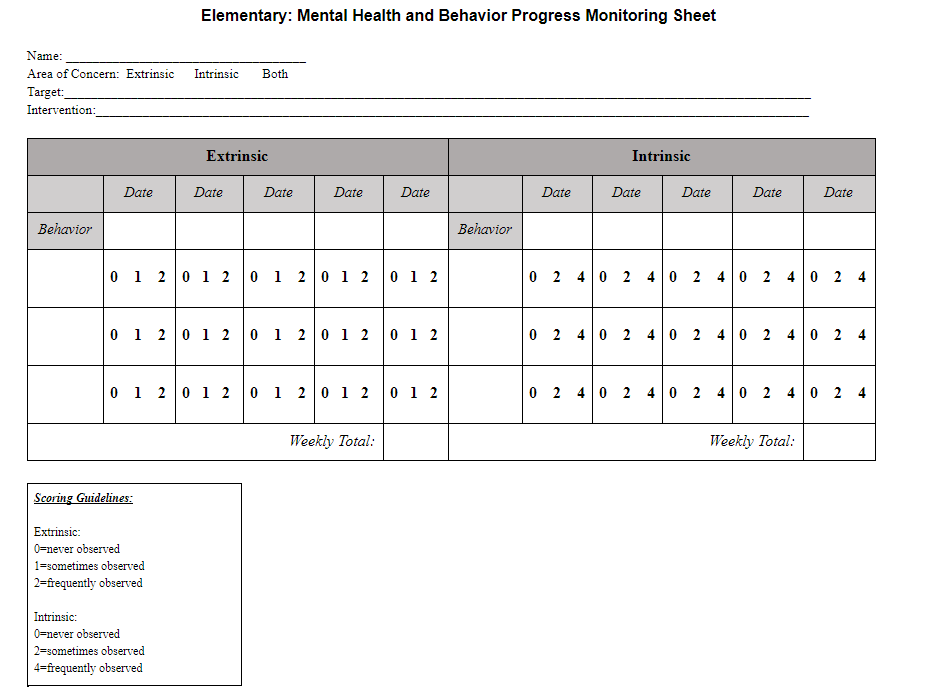 Elementary: Mental Health and Behavior Progress Monitoring Sheet
Name: ___________________________________
Area of Concern: Extrinsic Intrinsic Both
Target:
Intervention:
Extrinsic Intrinsic
Date Date Date Date Date Date Date Date Date Date
Behavior Behavior
0 1 2 0 1 2 0 1 2 0 1 2 0 1 2 0 2 4 0 2 4 0 2 4 0 2 4 0 2 4
0 1 2 0 1 2 0 1 2 0 1 2 0 1 2 0 2 4 0 2 4 0 2 4 0 2 4 0 2 4
0 1 2 0 1 2 0 1 2 0 1 2 0 1 2 0 2 4 0 2 4 0 2 4 0 2 4 0 2 4
Weekly Total: Weekly Total:
Scoring Guidelines:
Extrinsic:
0=never observed
1=sometimes observed
2=frequently observed
Intrinsic:
0=never observed
2=sometimes observed
4=frequently observed